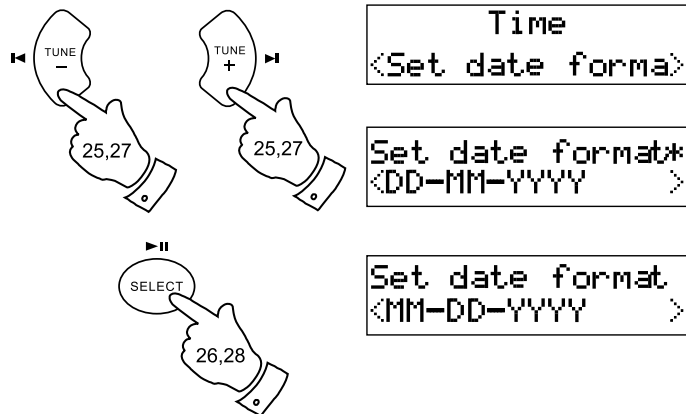 TUNE
–
TUNE
+
25,27
25,27
SELECT
26,28
Time
<Set date forma>
Set date format*
<DD-MM-YYYY >
Set date format
<MM-DD-YYYY >